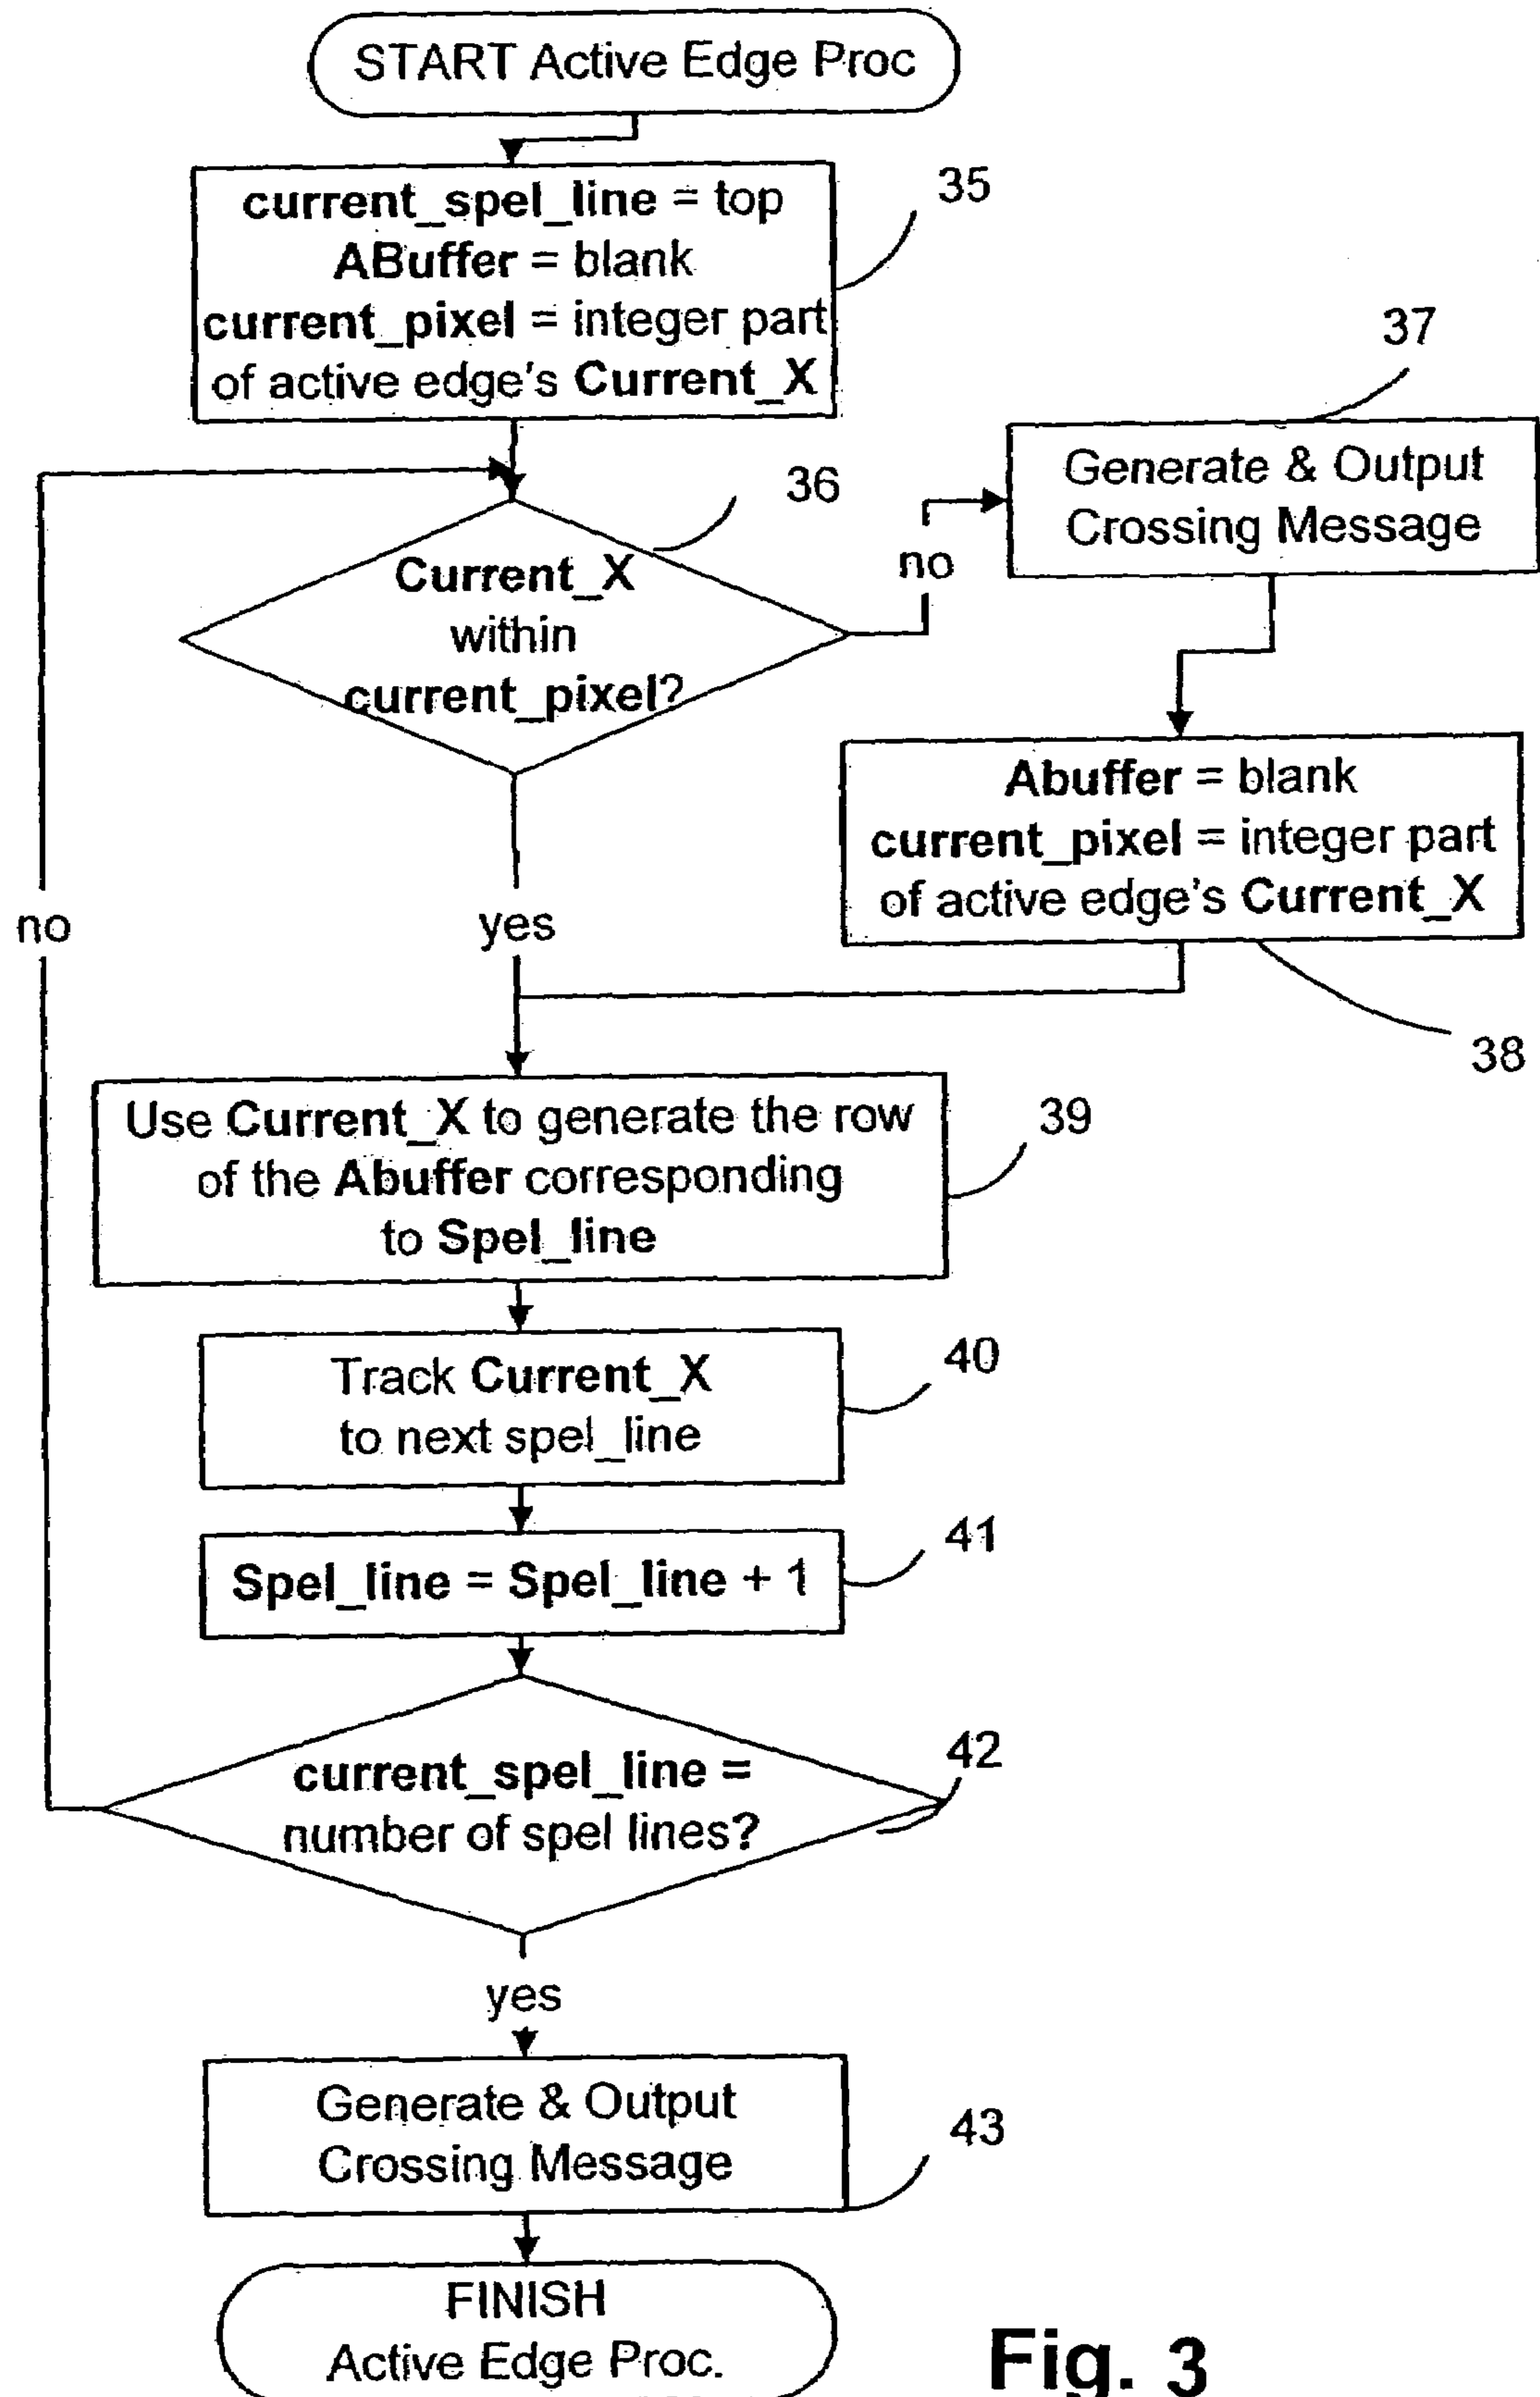 START Active Edge Proc
current_spel_line = top
ABuffer = blank
current_pixel = integer part
of active edge's Current_X
35
36
Current_X
within
current_pixel?
no
37
Generate & Output
Crossing Message
Abuffer = blank
current_pixel = integer part
of active edge's Current_X
38
no
yes
Use Current_X to generate the row
of the Abuffer corresponding
to Spel_line
39
Track Current_X
to next spel_line
40
Spel_line = Spel_line + 1
41
current_spel_line =
number of spel lines?
42
yes
Generate & Output
Crossing Message
43
FINISH
Active Edge Proc.
Fig. 3